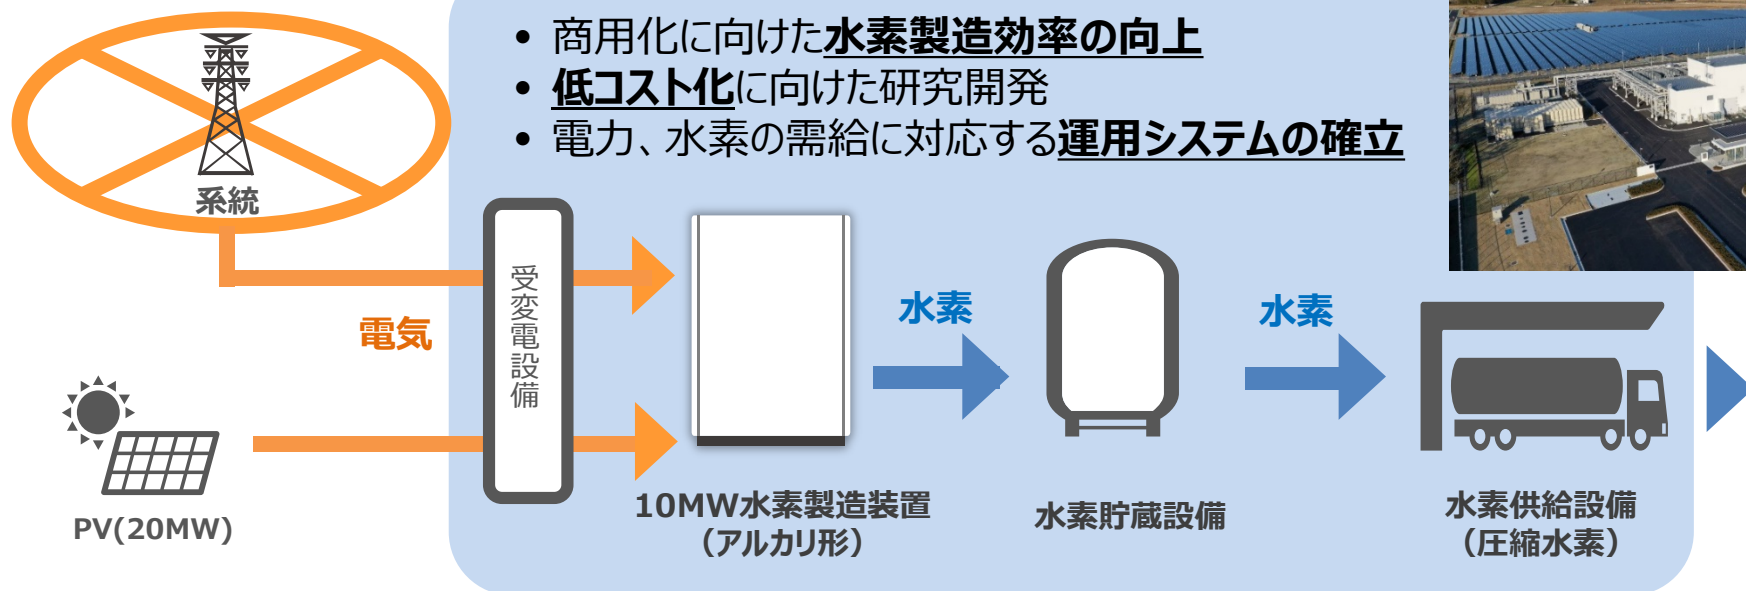 • 商用化に向けた水素製造効率の向上
• 低コスト化に向けた研究開発
• 電力、水素の需給に対応する運用システムの確立
系統
電気
受変電設備
水素
水素
PV(20MW)
10MW水素製造装置
（アルカリ形）
水素貯蔵設備
水素供給設備
（圧縮水素）